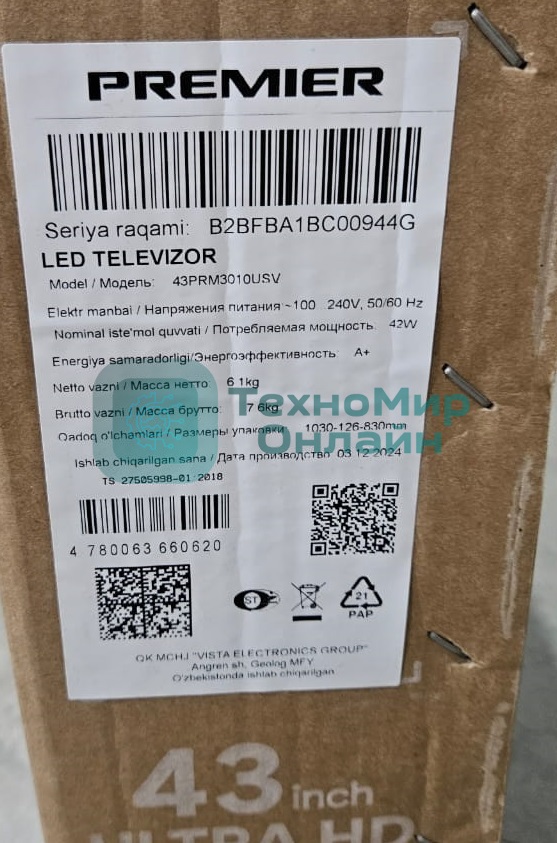 PREMIER
Seriya raqami: B2BFBA1BC00944G
LED TELEVIZOR
Model / Модель: 43PRM3010USV
Elektr manbai / Напряжения питания ~100 240V, 50/60 Hz
Nominal iste'mol quvvati / Потребляемая мощность 42W
Energiya samaradorligi/Энергоэффективность: A+
Netto vazni / Масса нетто: 6 1kg
Brutto vazni / Масса брутто: 7 6kg
Qadoq o'lchamlari / Размеры упаковки: 1030-126-830mm
Ishlab chiqarilgan sana / Дата производство 03 12 2024
TS 27505998-01 2018
ТехноМир
Онлайн
4 780063 660620
ST
21
PAP
QK MCHJ "VISTA ELECTRONICS GROUP"
Angren sh, Geolog MFY
O'zbekistonda ishlab chiqarilgan
43 inch
ULTRA HD